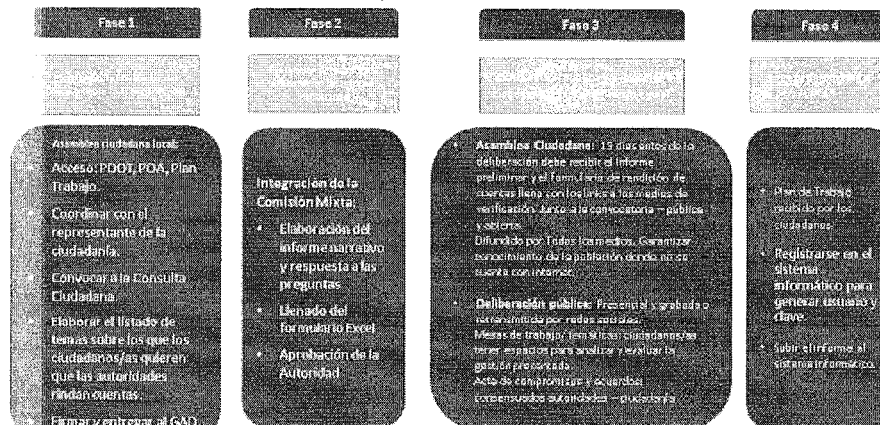 Fase 1
Asamblea ciudadana local:
• Acceso: PDOT, POA, Plan
Trabajo.
• Coordinar con el
representante de la
ciudadanía.
• Convocar a la Consulta
Ciudadana
• Elaborar el listado de
temas sobre los que los
ciudadanos/as quieren
que las autoridades
rindan cuentas.
• Firmar y entregar al GAD
Fase 2
Integración de la
Comisión Mixta:
• Elaboración del
informe narrativo
y respuesta a las
preguntas
• Llenado del
formulario Excel
• Aprobación de la
Autoridad
Fase 3
• Asamblea Ciudadana: 15 días antes de la
deliberación debe recibir el informe
preliminar y el formulario de rendición de
cuentas lleno con los links a los medios de
verificación. Junto a la convocatoria – pública
y abierta.
Difundido por Todos los medios. Garantizar
conocimiento de la población donde no se
cuenta con internet.
• Deliberación pública: Presencial y grabada o
retransmitida por redes sociales.
Mesas de trabajo/ temáticas: ciudadanos/as
tener espacios para analizar y evaluar la
gestión presentada.
Acta de compromisos y acuerdos:
consensuados autoridades – ciudadanía
Fase 4
• Plan de Trabajo
recibido por los
ciudadanos.
• Registrarse en el
sistema
informático para
generar usuario y
clave.
• Subir el informe al
sistema informático.